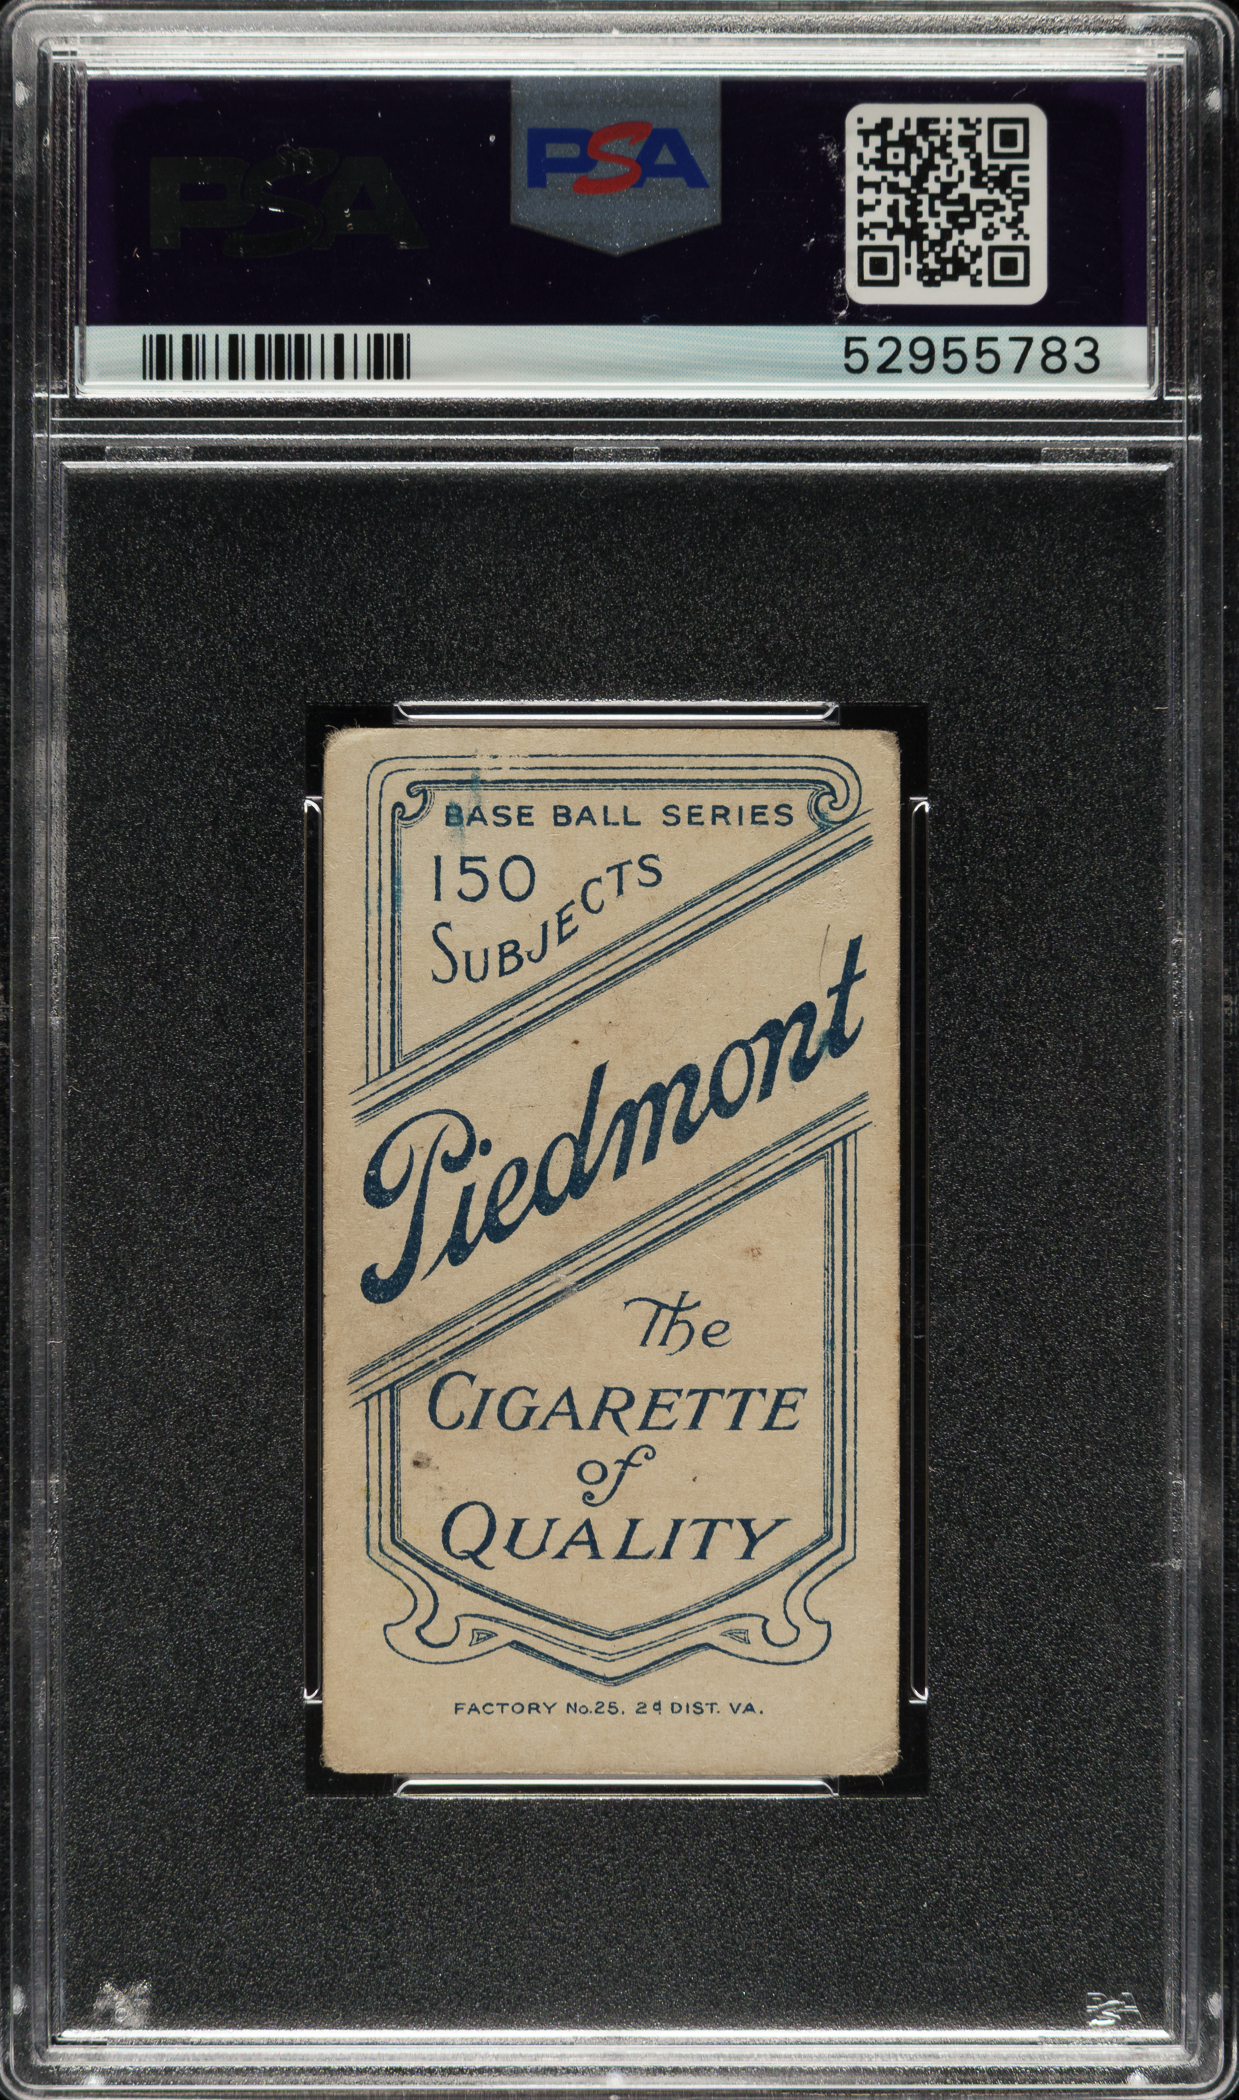 PSA
PSA
52955783
BASE BALL SERIES
150
SUBJECTS
Piedmont
The
CIGARETTE
of
QUALITY
FACTORY No.25. 2d DIST. VA.
PSA